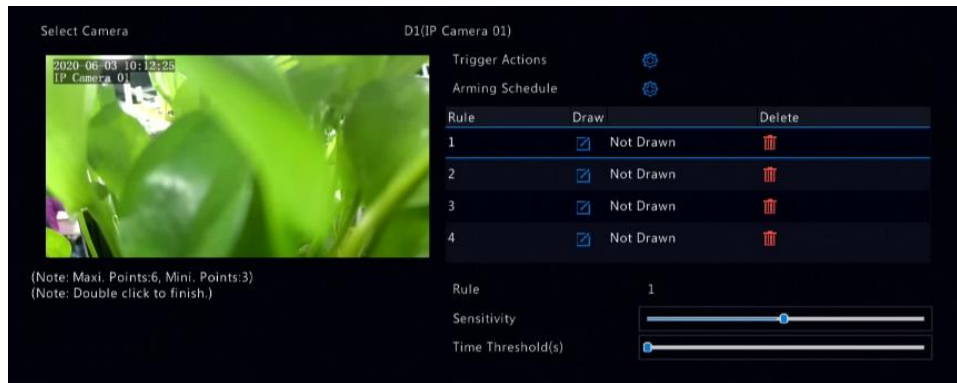 Select Camera D1(IP Camera 01)
2020-06-03 10:12:25
IP Camera 01
Trigger Actions
Arming Schedule
Rule Draw Delete
1 Not Drawn
2 Not Drawn
3 Not Drawn
4 Not Drawn
(Note: Maxi. Points:6, Mini. Points:3)
(Note: Double click to finish.)
Rule 1
Sensitivity
Time Threshold(s)